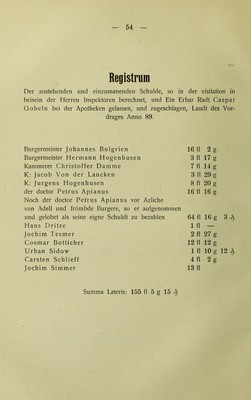 — 54 —
Registrum
Der austehenden und einzumanenden Schulde, so in der visitation in
beisein der Herren Inspektoren berechnet, und Ein Erbar Radt Caspar
Gobeln bei der Apotheken gelassen, und zugeschlagen, Laudt des Vor-
drages Anno 89.
Burgermeister Johannes Bulgrien 16 fl 2 g
Burgermeister Hermann Hogenhusen 3 fl 17 g
Kammerer Christoffer Damme 7 fl 14 g
K: Jacob Von der Lancken 3 fl 29 g
K: Jurgens Hogenhusen 8 fl 20 g
der doctor Petrus Apianus 16 fl 16 g
Noch der doctor Petrus Apianus vor Azliche
von Adell und frömbde Burgere, so er aufgenommen
und gelobet als seine eigne Schuldt zu bezahlen 64 fl 16 g 3 ₰
Hans Dritze 1 fl —
Jochim Tesmer 2 fl 27 g
Cosmar Botticher 12 fl 12 g
Urban Sidow 1 fl 10 g 12 ₰
Carsten Schlieff 4 fl 2 g
Jochim Simmer 13 fl
Summa Lateris: 155 fl 5 g 15 ₰